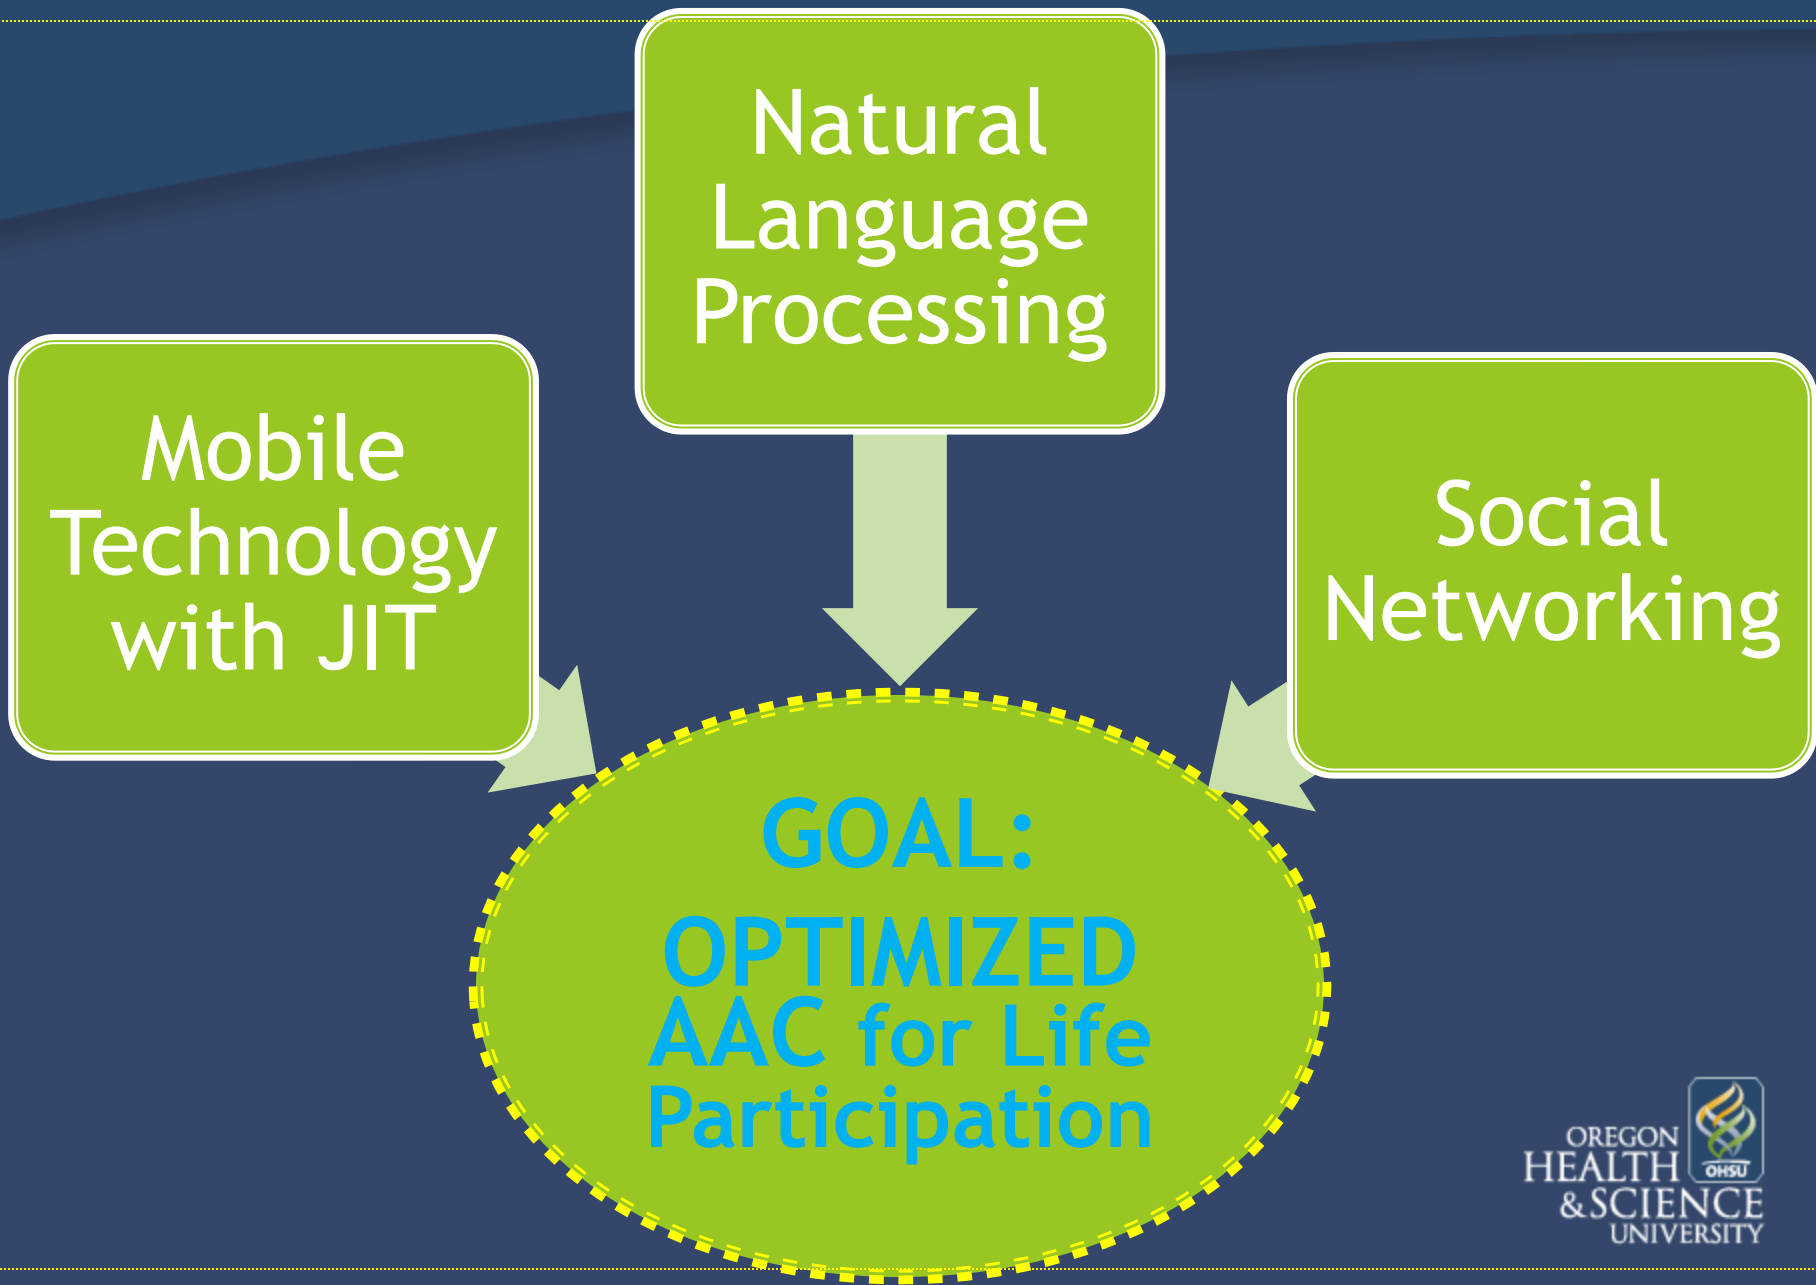 Natural
Language
Processing
Mobile
Technology
with JIT
Social
Networking
GOAL:
OPTIMIZED
AAC for Life
Participation
OREGON
HEALTH
OHSU
&SCIENCE
UNIVERSITY